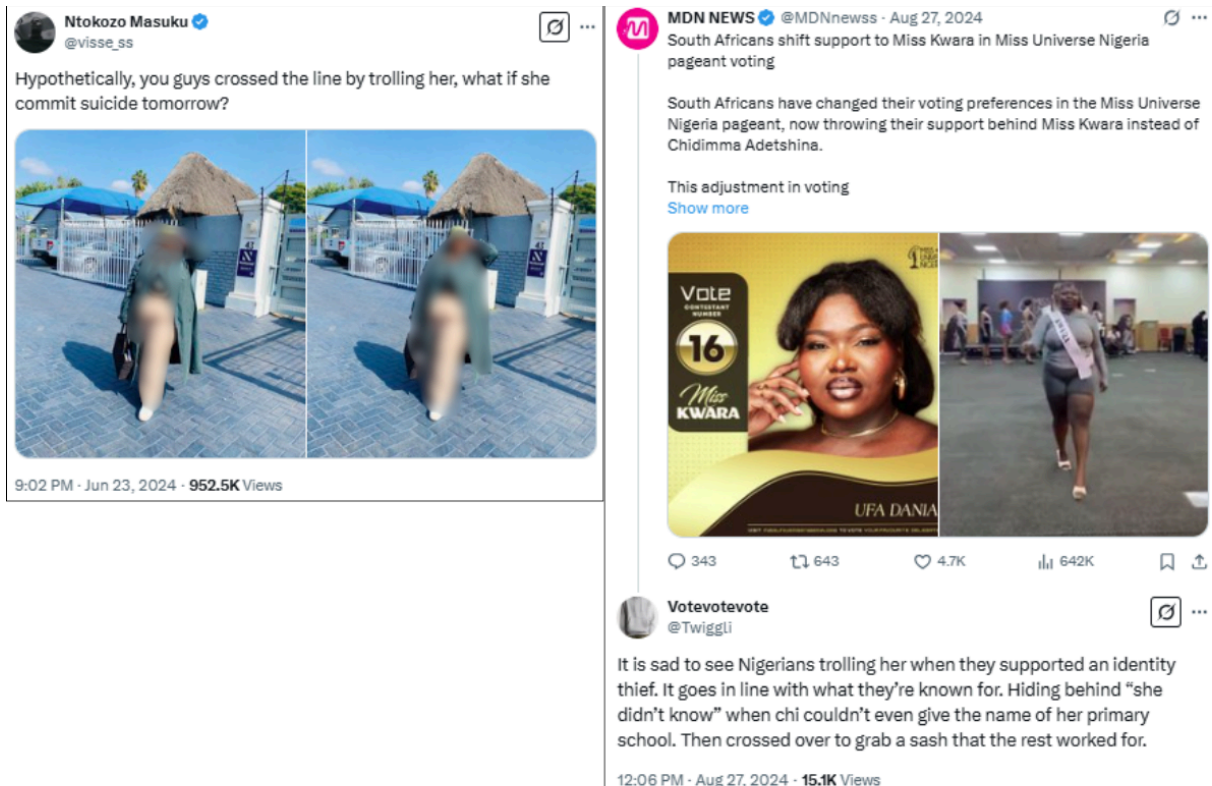 Ntokozo Masuku
@visse_ss
Hypothetically, you guys crossed the line by trolling her, what if she
commit suicide tomorrow?
41
N
41
N
9:02 PM · Jun 23, 2024 · 952.5K Views
MDN NEWS @MDNnewss · Aug 27, 2024
South Africans shift support to Miss Kwara in Miss Universe Nigeria
pageant voting
South Africans have changed their voting preferences in the Miss Universe
Nigeria pageant, now throwing their support behind Miss Kwara instead of
Chidimma Adetshina.
This adjustment in voting
Show more
Vote
CONTESTANT
NUMBER
16
Miss
KWARA
UFA DANIA
343
643
4.7K
642K
Votevotevote
@Twiggli
It is sad to see Nigerians trolling her when they supported an identity
thief. It goes in line with what they’re known for. Hiding behind “she
didn’t know” when chi couldn’t even give the name of her primary
school. Then crossed over to grab a sash that the rest worked for.
12:06 PM · Aug 27, 2024 · 15.1K Views